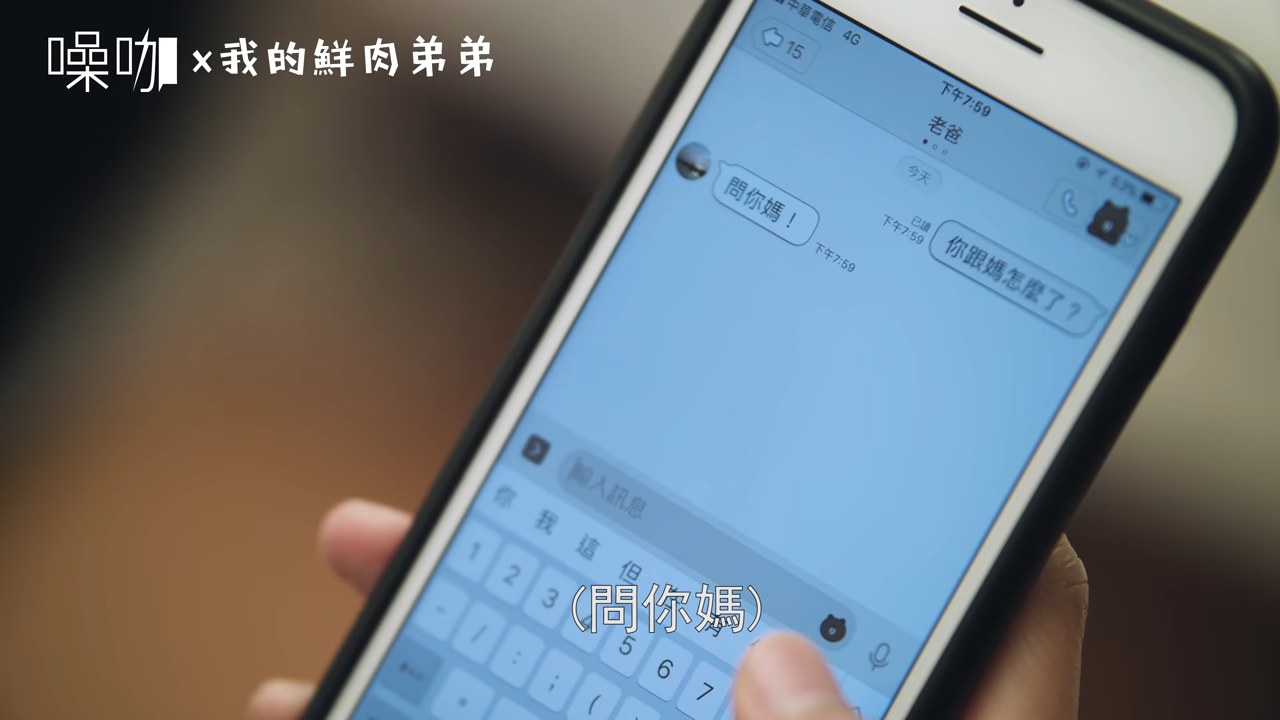 噪咖 x我的鮮肉弟弟
中華電信 4G
下午7:59
53%
15
老爸
今天
問你媽！
下午7:59
已讀
下午7:59
你跟媽怎麼了？
輸入訊息
你 我 這 但
1 2 3 5 6 7
- / : ; (
(問你媽)